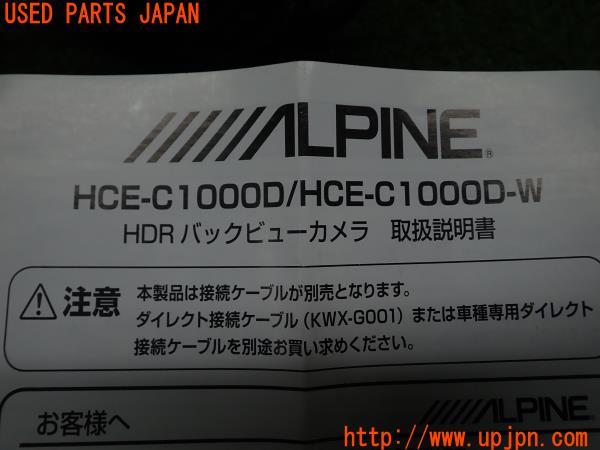 USED PARTS JAPAN
ALPINE®
HCE-C1000D/HCE-C1000D-W
HDR バックビューカメラ 取扱説明書
注意 本製品は接続ケーブルが別売となります。
ダイレクト接続ケーブル(KWX-G001)または車種専用ダイレクト
接続ケーブルを別途お買い求めください。
お客様へ ALPINE®
http://www.upjpn.com/